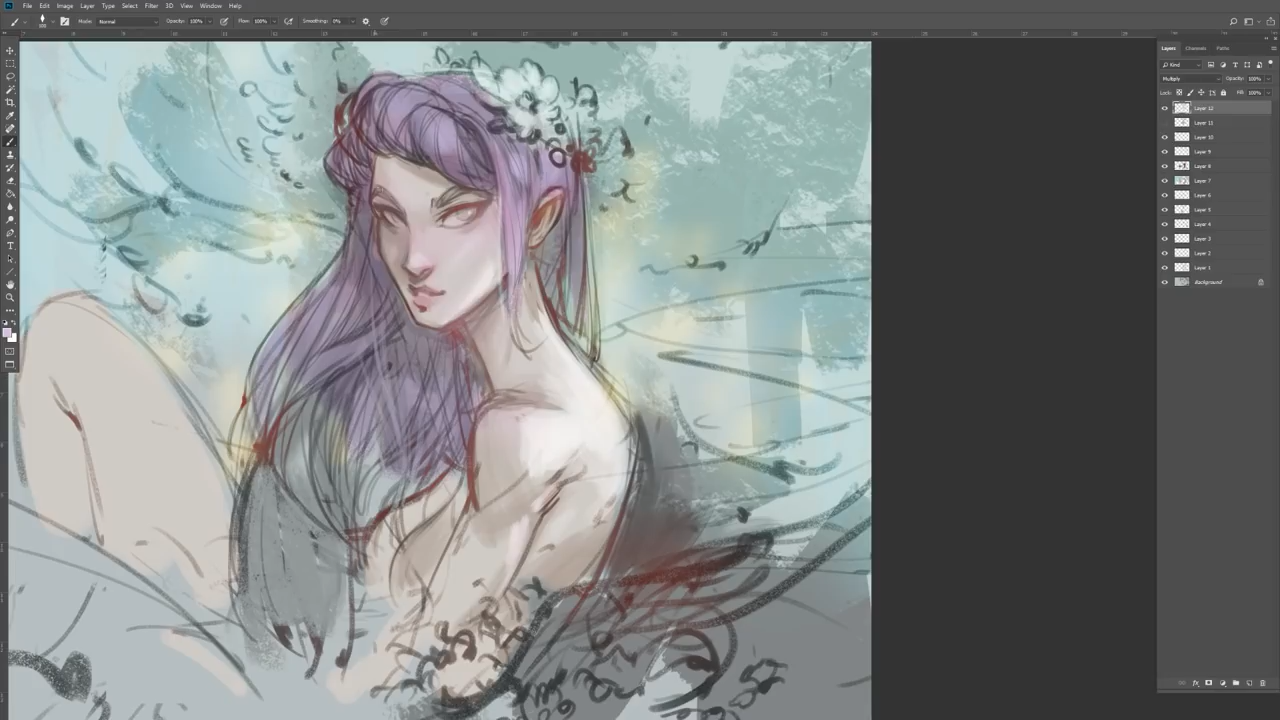 File Edit Image Layer Type Select Filter 3D View Window Help
Mode: Normal Opacity: 100% Flow: 100% Smoothing: 0%
Layers Channels Paths
Kind
Multiply Opacity: 100%
Lock: Fill: 100%
Layer 12
Layer 11
Layer 10
Layer 9
Layer 8
Layer 7
Layer 6
Layer 5
Layer 4
Layer 3
Layer 2
Layer 1
Background